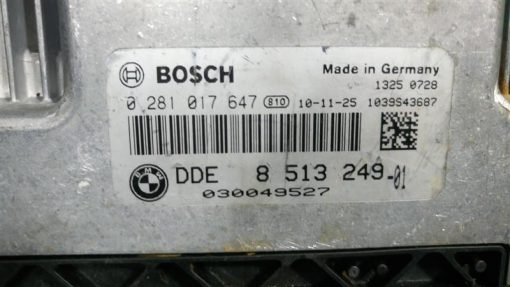 BOSCH Made in Germany
1325 0728
0 281 017 647 810 10-11-25 1039S43687
BMW DDE 8 513 249-01
030049527